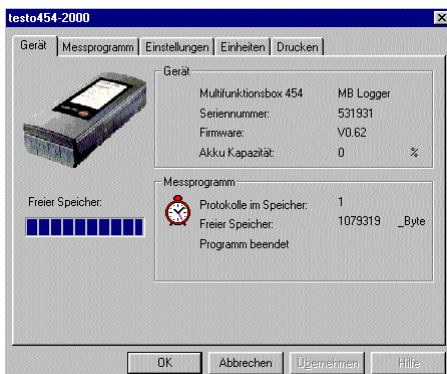 testo454-2000
Gerät Messprogramm Einstellungen Einheiten Drucken
Gerät
Multifunktionsbox 454 MB Logger
Seriennummer: 531931
Firmware: V0.62
Akku Kapazität: 0 %
Freier Speicher:
Messprogramm
Protokolle im Speicher: 1
Freier Speicher: 1079319 _Byte
Programm beendet
OK Abbrechen Übernehmen Hilfe